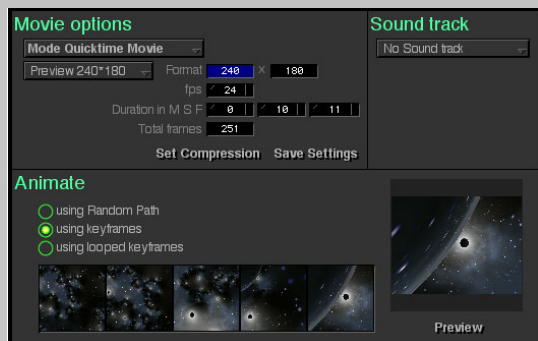 Movie options
Mode Quicktime Movie
Preview 240*180 Format 240 x 180
fps 24
Duration in M S F 0 10 11
Total frames 251
Set Compression Save Settings
Sound track
No Sound track
Animate
using Random Path
using keyframes
using looped keyframes
Preview